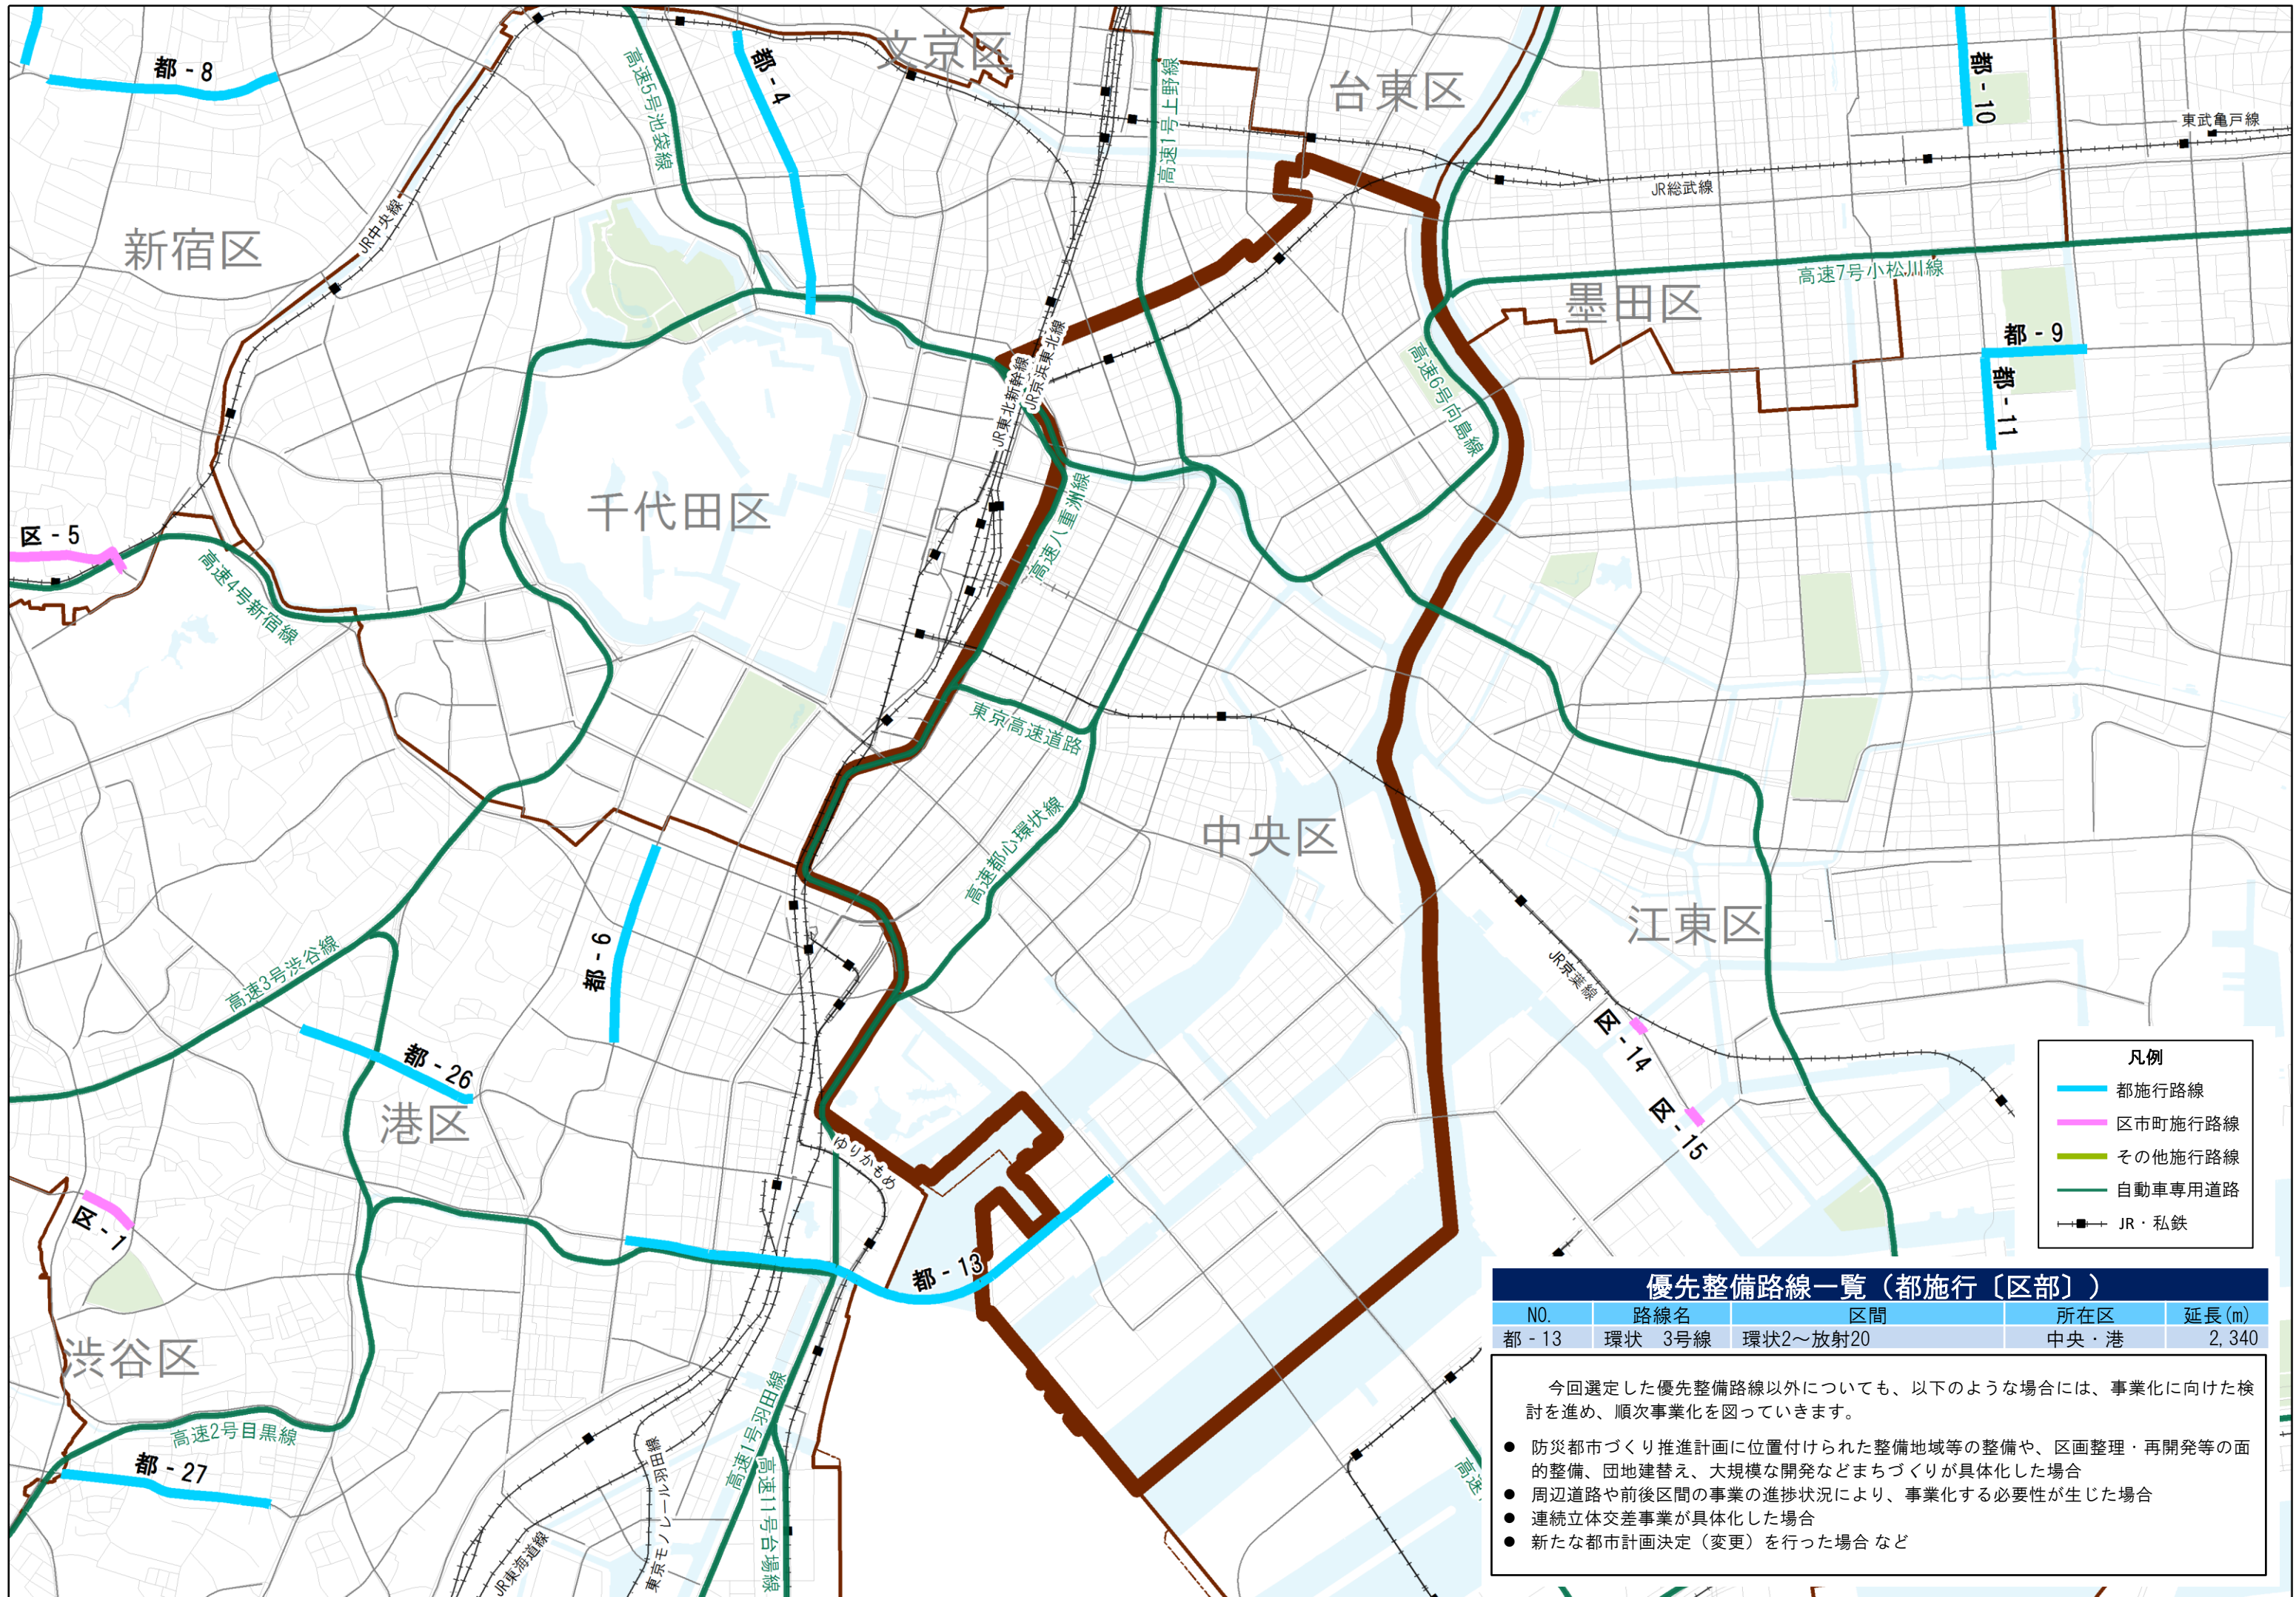 文京区
台東区
都 - 8
都 - 4
都 - 10
高速5号池袋線
高速1号上野線
東武亀戸線
JR総武線
JR中央線
新宿区
高速7号小松川線
墨田区
都 - 9
都 - 11
JR東北新幹線
JR京浜東北線
高速6号向島線
千代田区
高速八重洲線
区 - 5
高速4号新宿線
東京高速道路
高速都心環状線
中央区
江東区
都 - 6
高速3号渋谷線
JR京葉線
区 - 14
区 - 15
都 - 26
港区
ゆりかもめ
区 - 1
都 - 13
渋谷区
高速2号目黒線
都 - 27
高速1号羽田線
高速11号台場線
東京モノレール羽田線
JR東海道線
凡例
都施行路線
区市町施行路線
その他施行路線
自動車専用道路
JR・私鉄
優先整備路線一覧（都施行〔区部〕）
NO. 路線名 区間 所在区 延長(m)
都 - 13 環状 3号線 環状2～放射20 中央・港 2,340
今回選定した優先整備路線以外についても、以下のような場合には、事業化に向けた検
討を進め、順次事業化を図っていきます。
● 防災都市づくり推進計画に位置付けられた整備地域等の整備や、区画整理・再開発等の面
的整備、団地建替え、大規模な開発などまちづくりが具体化した場合
● 周辺道路や前後区間の事業の進捗状況により、事業化する必要性が生じた場合
● 連続立体交差事業が具体化した場合
● 新たな都市計画決定（変更）を行った場合 など